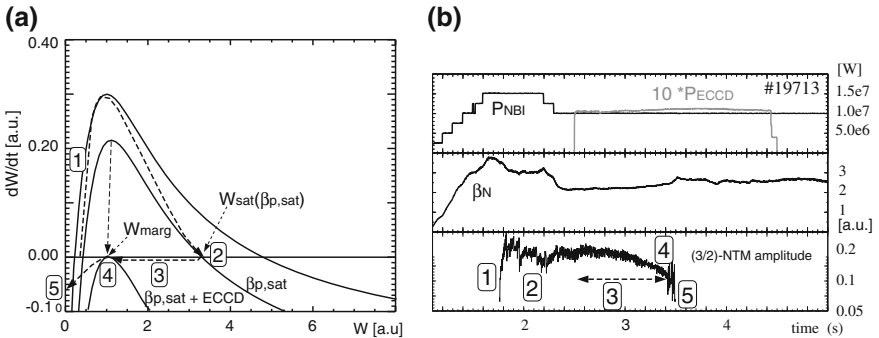 (a)
0.40
0.20
0.00
-0.10
dW/dt [a.u.]
1
Wsat(βp,sat)
Wmarg
2
3
4
5
βp,sat
βp,sat + ECCD
0 2 4 6
W [a.u]
(b)
[W]
10 *PECCD
#19713
PNBI
1.5e7
1.0e7
5.0e6
βN
3
2
1
[a.u.]
(3/2)-NTM amplitude
0.2
0.1
0.05
1
2
3
4
5
2 3 4
time (s)